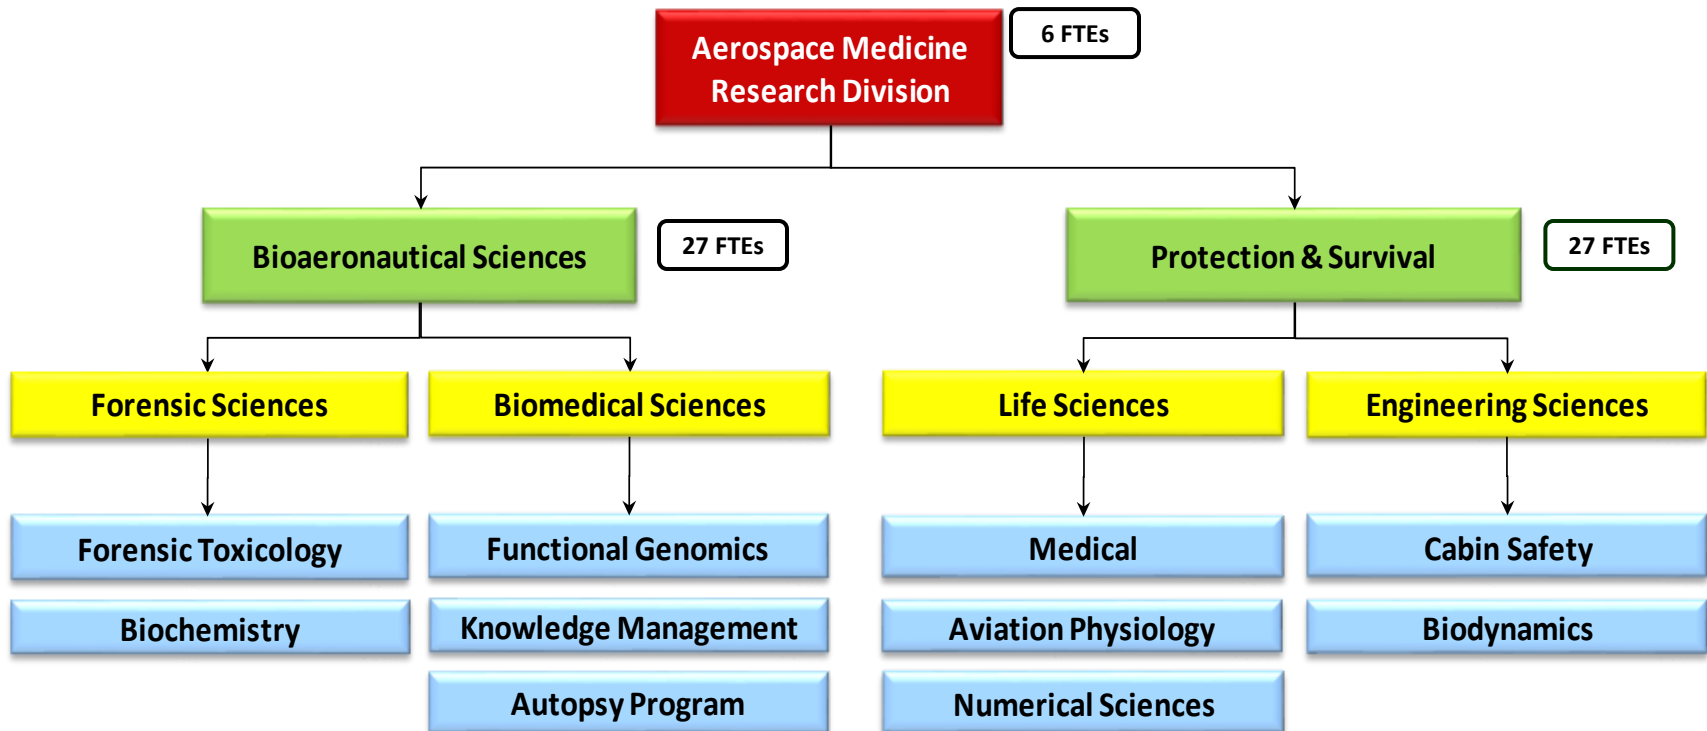 Aerospace Medicine
Research Division
6 FTEs
Bioaeronautical Sciences
27 FTEs
Protection & Survival
27 FTEs
Forensic Sciences
Biomedical Sciences
Life Sciences
Engineering Sciences
Forensic Toxicology
Functional Genomics
Medical
Cabin Safety
Biochemistry
Knowledge Management
Aviation Physiology
Biodynamics
Autopsy Program
Numerical Sciences